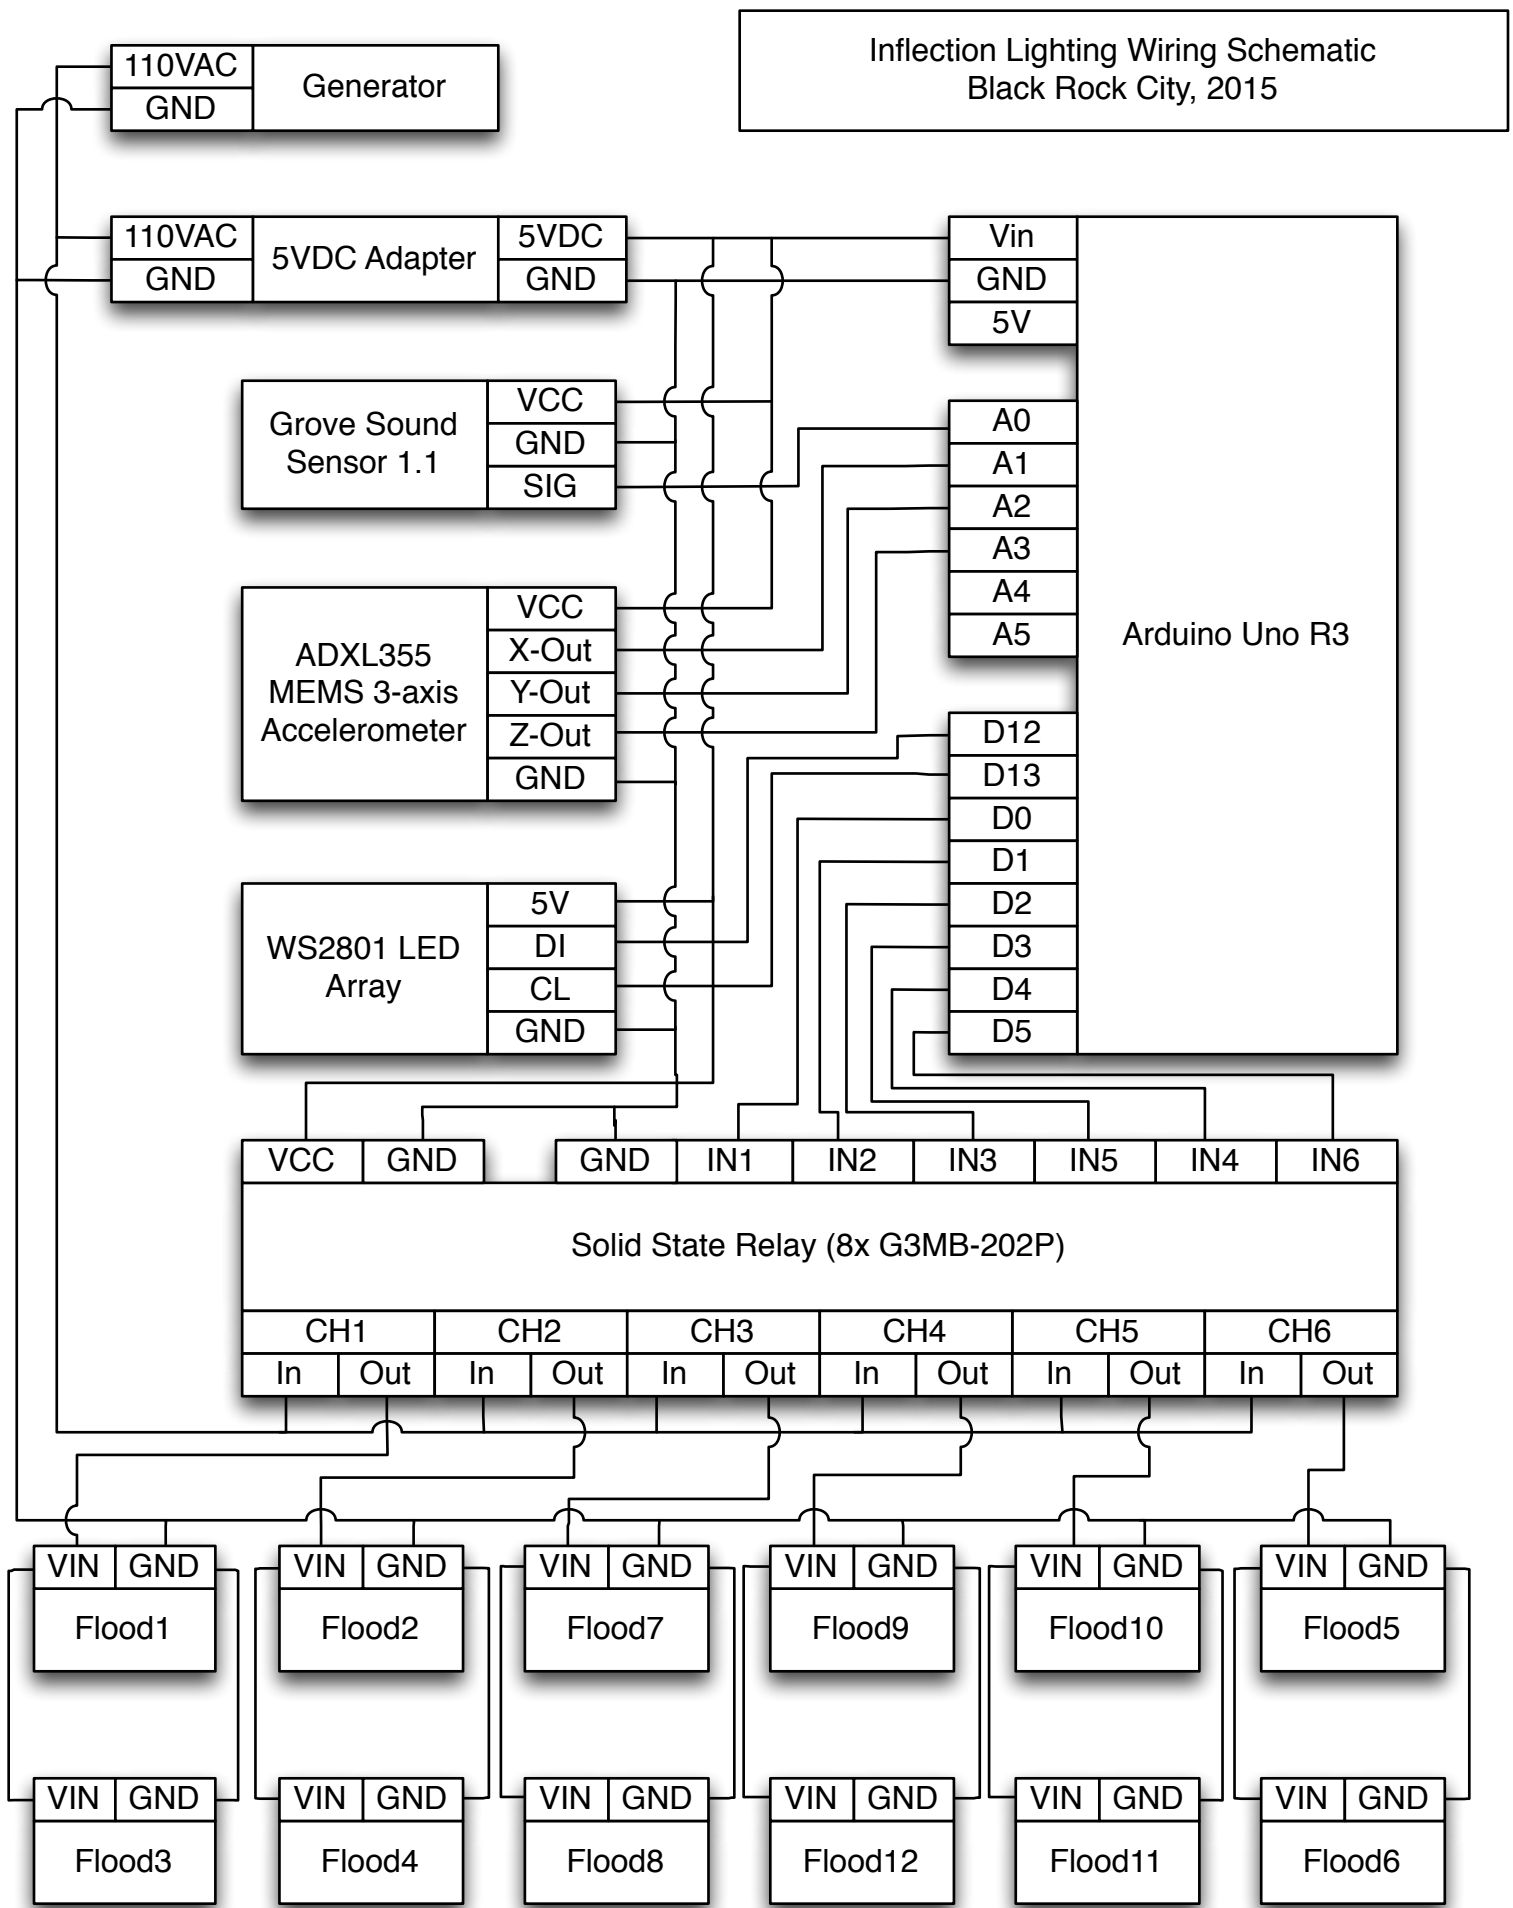 Inflection Lighting Wiring Schematic
Black Rock City, 2015
110VAC
GND
Generator
110VAC
GND
5VDC Adapter
5VDC
GND
Vin
GND
5V
Grove Sound
Sensor 1.1
VCC
GND
SIG
A0
A1
A2
A3
A4
A5
Arduino Uno R3
ADXL355
MEMS 3-axis
Accelerometer
VCC
X-Out
Y-Out
Z-Out
GND
D12
D13
D0
D1
D2
D3
D4
D5
WS2801 LED
Array
5V
DI
CL
GND
VCC GND GND IN1 IN2 IN3 IN5 IN4 IN6
Solid State Relay (8x G3MB-202P)
CH1 CH2 CH3 CH4 CH5 CH6
In Out In Out In Out In Out In Out In Out
VIN GND VIN GND VIN GND VIN GND VIN GND VIN GND
Flood1 Flood2 Flood7 Flood9 Flood10 Flood5
VIN GND VIN GND VIN GND VIN GND VIN GND VIN GND
Flood3 Flood4 Flood8 Flood12 Flood11 Flood6